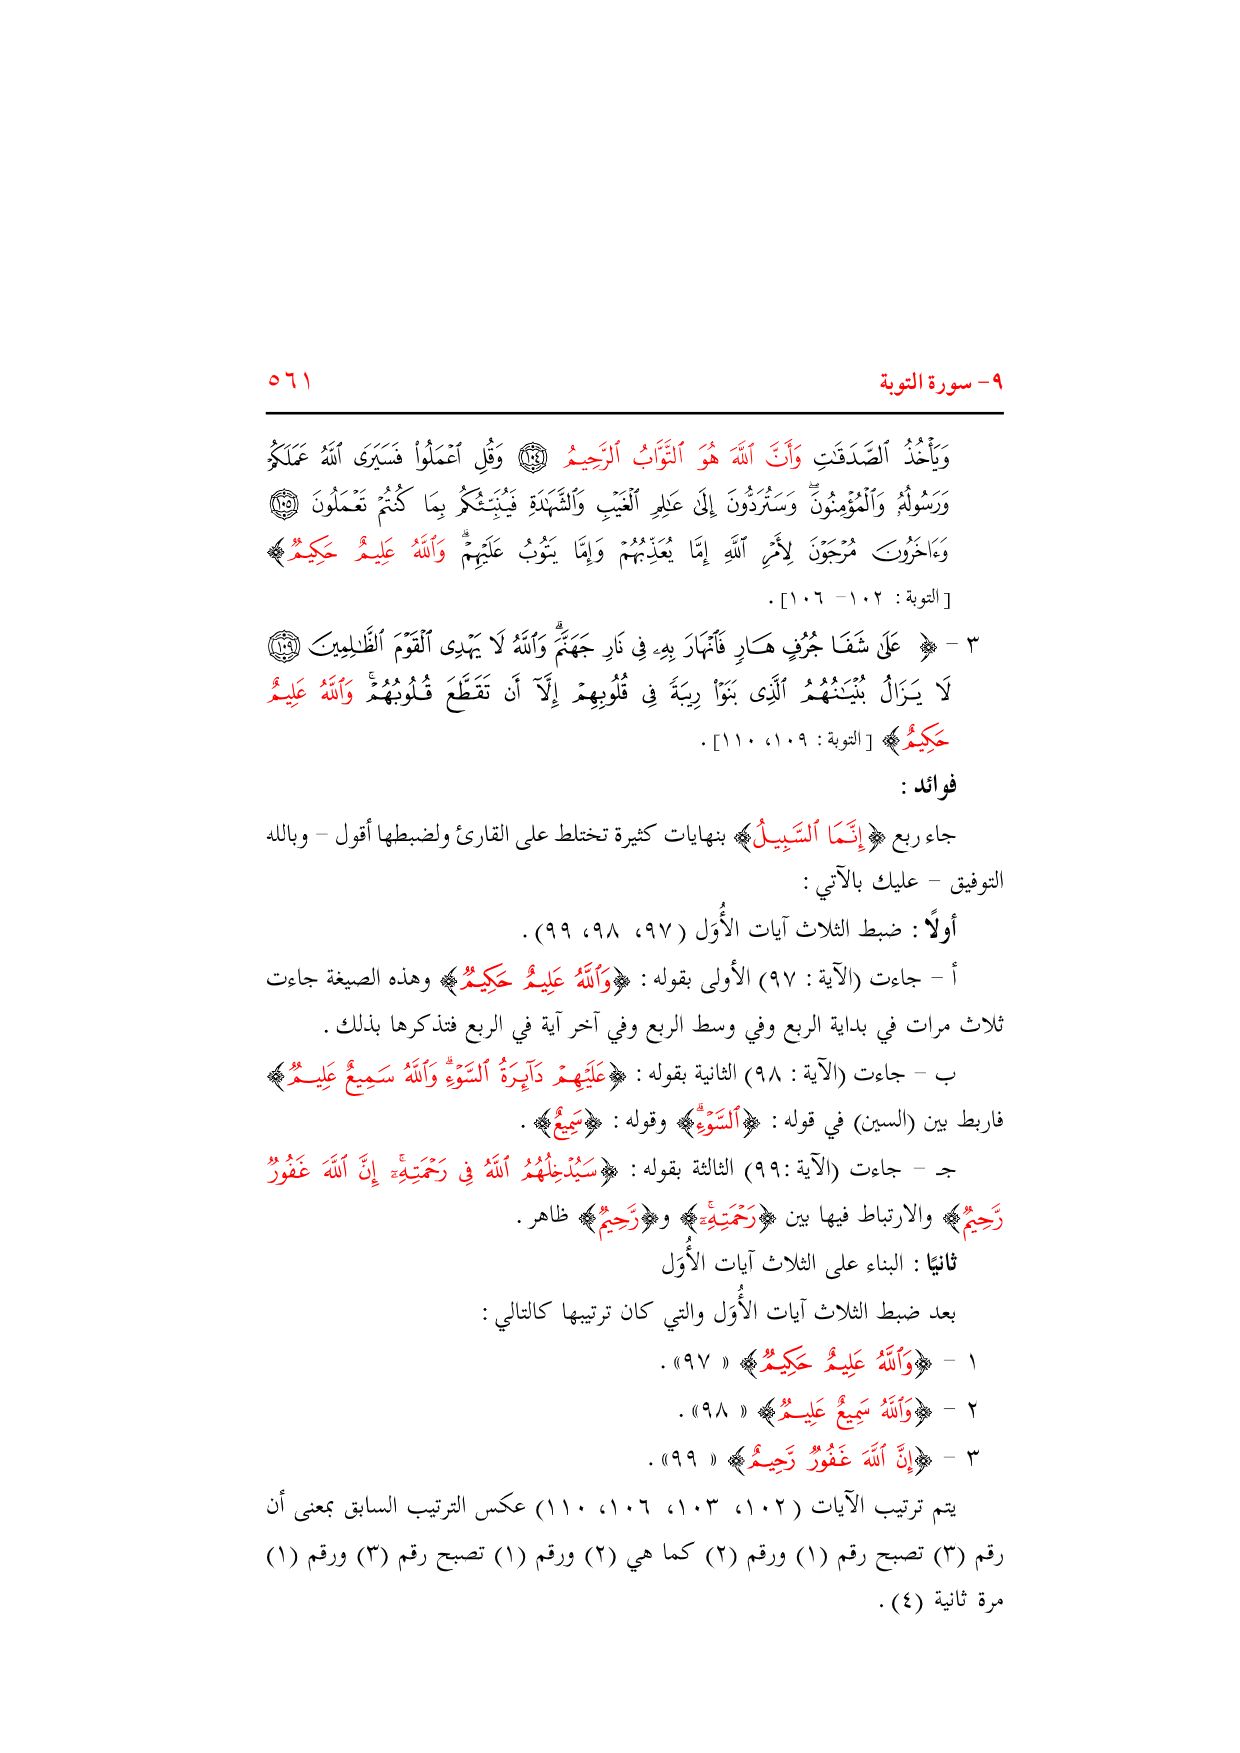 ٩- سورة التوبة ٥٦١
وَيَأۡخُذُ ٱلصَّدَقَٰتِ وَأَنَّ ٱللَّهَ هُوَ ٱلتَّوَّابُ ٱلرَّحِيمُ ١٠٤ وَقُلِ ٱعۡمَلُواْ فَسَيَرَى ٱللَّهُ عَمَلَكُمۡ
وَرَسُولُهُۥ وَٱلۡمُؤۡمِنُونَۖ وَسَتُرَدُّونَ إِلَىٰ عَٰلِمِ ٱلۡغَيۡبِ وَٱلشَّهَٰدَةِ فَيُنَبِّئُكُم بِمَا كُنتُمۡ تَعۡمَلُونَ ١٠٥
وَءَاخَرُونَ مُرۡجَوۡنَ لِأَمۡرِ ٱللَّهِ إِمَّا يُعَذِّبُهُمۡ وَإِمَّا يَتُوبُ عَلَيۡهِمۡۗ وَٱللَّهُ عَلِيمٌ حَكِيمٞ﴾
[التوبة : ١٠٢- ١٠٦] .
٣ - ﴿ عَلَىٰ شَفَا جُرُفٍ هَارٖ فَٱنۡهَارَ بِهِۦ فِي نَارِ جَهَنَّمَۗ وَٱللَّهُ لَا يَهۡدِي ٱلۡقَوۡمَ ٱلظَّٰلِمِينَ ١٠٩
لَا يَزَالُ بُنۡيَٰنُهُمُ ٱلَّذِي بَنَوۡاْ رِيبَةٗ فِي قُلُوبِهِمۡ إِلَّآ أَن تَقَطَّعَ قُلُوبُهُمۡۗ وَٱللَّهُ عَلِيمٌ
حَكِيمٌ﴾ [التوبة : ١٠٩، ١١٠] .
فوائد :
جاء ربع ﴿إِنَّمَا ٱلسَّبِيلُ﴾ بنهايات كثيرة تختلط على القارئ ولضبطها أقول - وبالله
التوفيق - عليك بالآتي :
أولًا : ضبط الثلاث آيات الأُوَل (٩٧، ٩٨، ٩٩) .
أ - جاءت (الآية : ٩٧) الأولى بقوله : ﴿وَٱللَّهُ عَلِيمٌ حَكِيمٞ﴾ وهذه الصيغة جاءت
ثلاث مرات في بداية الربع وفي وسط الربع وفي آخر آية في الربع فتذكرها بذلك .
ب - جاءت (الآية : ٩٨) الثانية بقوله : ﴿عَلَيۡهِمۡ دَآئِرَةُ ٱلسَّوۡءِۗ وَٱللَّهُ سَمِيعٌ عَلِيمٞ﴾
فاربط بين (السين) في قوله : ﴿ٱلسَّوۡءِۗ﴾ وقوله : ﴿سَمِيعٌ﴾ .
جـ - جاءت (الآية :٩٩) الثالثة بقوله : ﴿سَيُدۡخِلُهُمُ ٱللَّهُ فِي رَحۡمَتِهِۦٓۚ إِنَّ ٱللَّهَ غَفُورٞ
رَّحِيمٞ﴾ والارتباط فيها بين ﴿رَحۡمَتِهِۦٓۚ﴾ و﴿رَّحِيمٞ﴾ ظاهر .
ثانيًا : البناء على الثلاث آيات الأُوَل
بعد ضبط الثلاث آيات الأُوَل والتي كان ترتيبها كالتالي :
١ - ﴿وَٱللَّهُ عَلِيمٌ حَكِيمٞ﴾ « ٩٧» .
٢ - ﴿وَٱللَّهُ سَمِيعٌ عَلِيمٞ﴾ « ٩٨» .
٣ - ﴿إِنَّ ٱللَّهَ غَفُورٞ رَّحِيمٞ﴾ « ٩٩» .
يتم ترتيب الآيات (١٠٢، ١٠٣، ١٠٦، ١١٠) عكس الترتيب السابق بمعنى أن
رقم (٣) تصبح رقم (١) ورقم (٢) كما هي (٢) ورقم (١) تصبح رقم (٣) ورقم (١)
مرة ثانية (٤) .